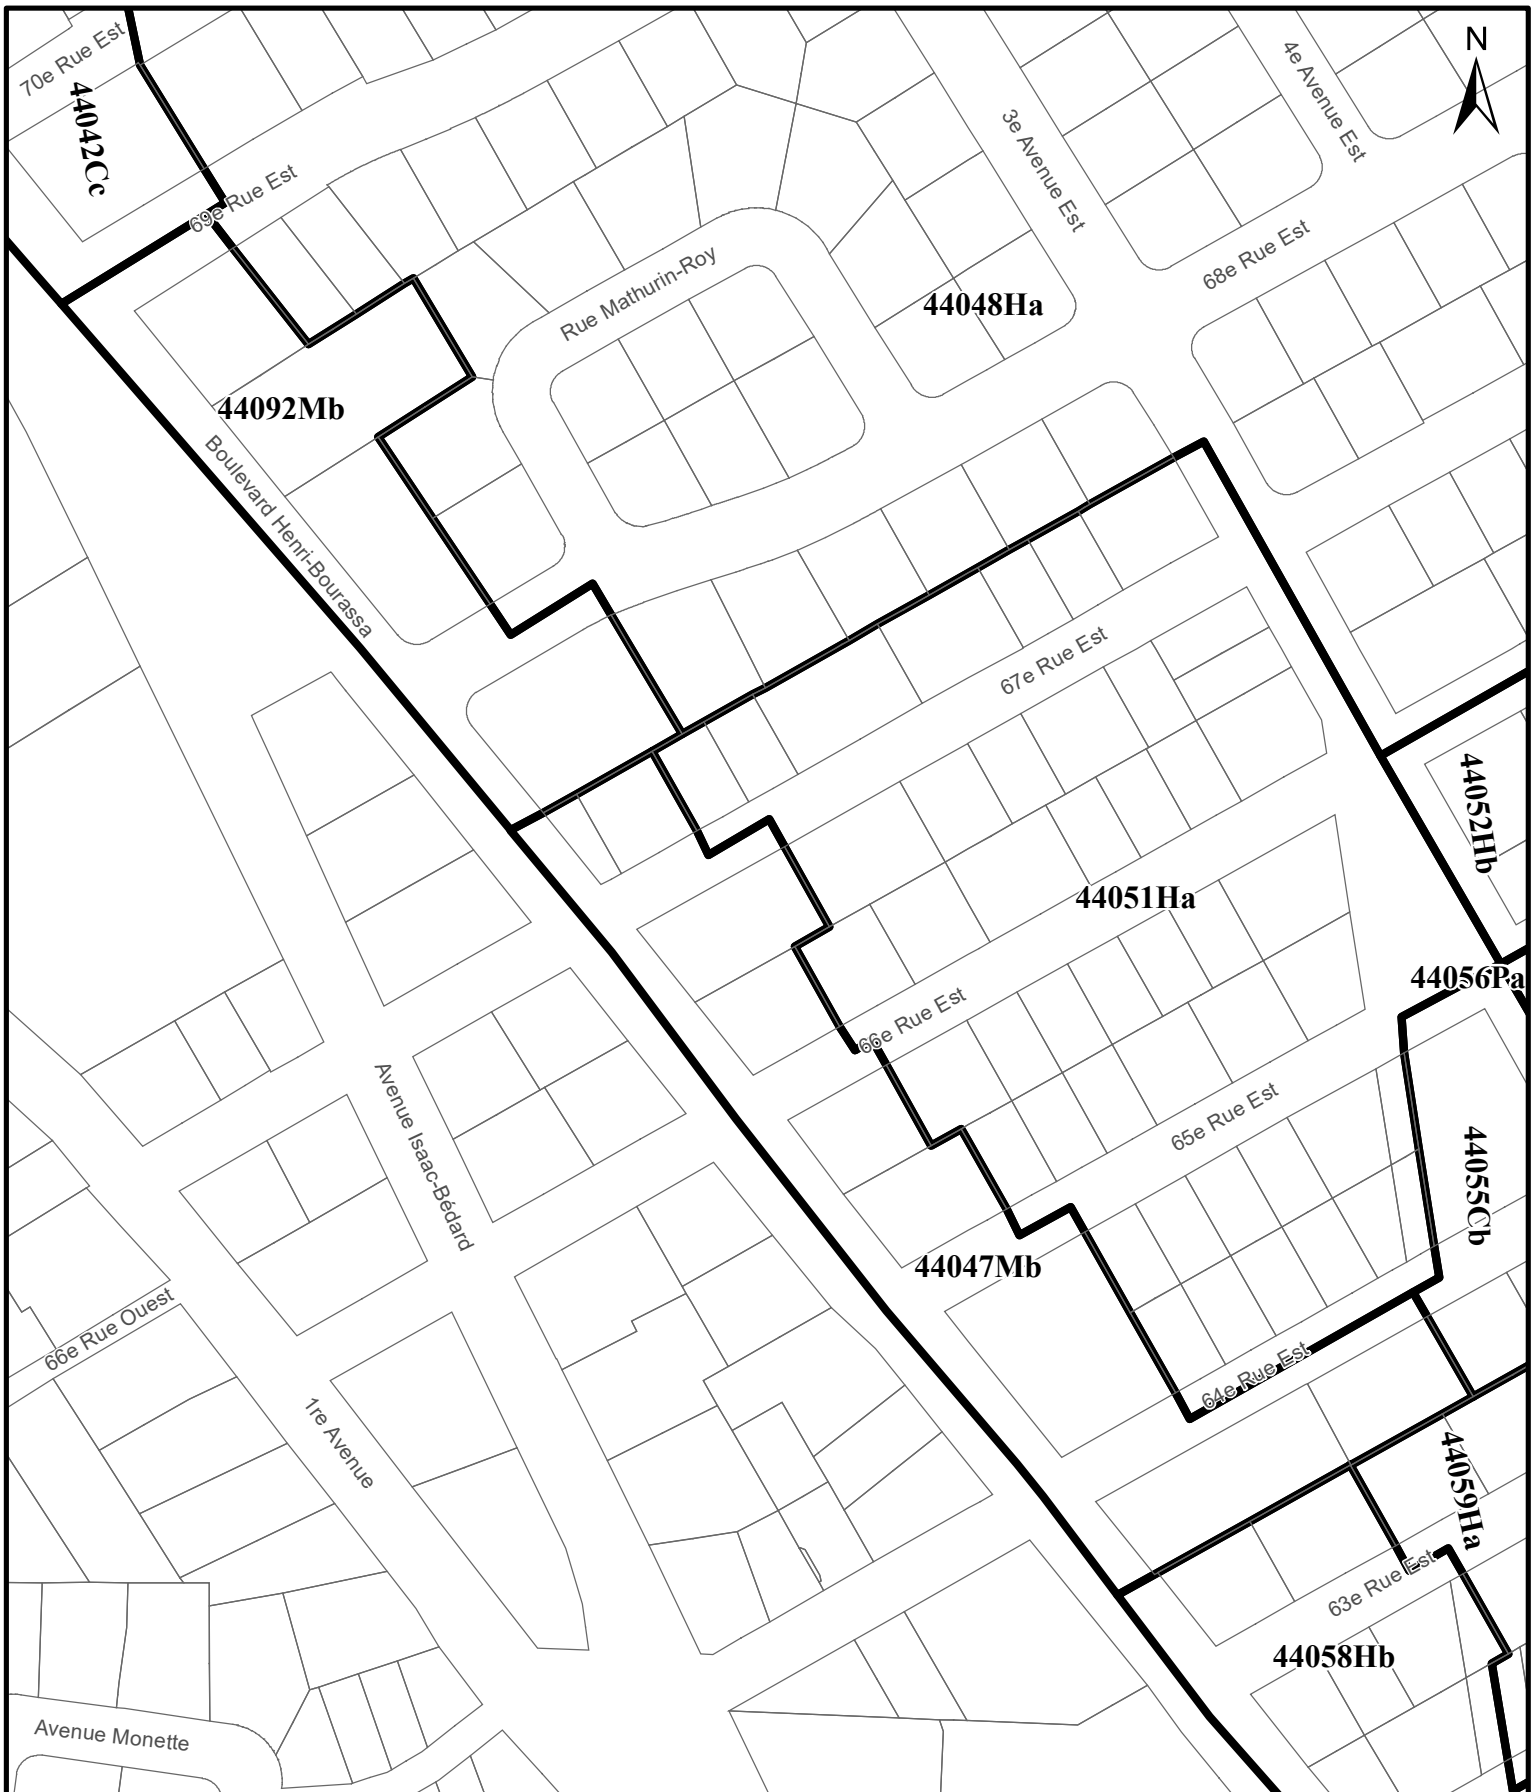 70e Rue Est
44042Cc
69e Rue Est
N
4e Avenue Est
3e Avenue Est
68e Rue Est
Rue Mathurin-Roy
44048Ha
44092Mb
Boulevard Henri-Bourassa
67e Rue Est
44052Hb
44051Ha
44056Pa
66e Rue Est
Avenue Isaac-Bédard
65e Rue Est
44055Cb
44047Mb
66e Rue Ouest
64e Rue Est
1re Avenue
44059Ha
63e Rue Est
44058Hb
Avenue Monette